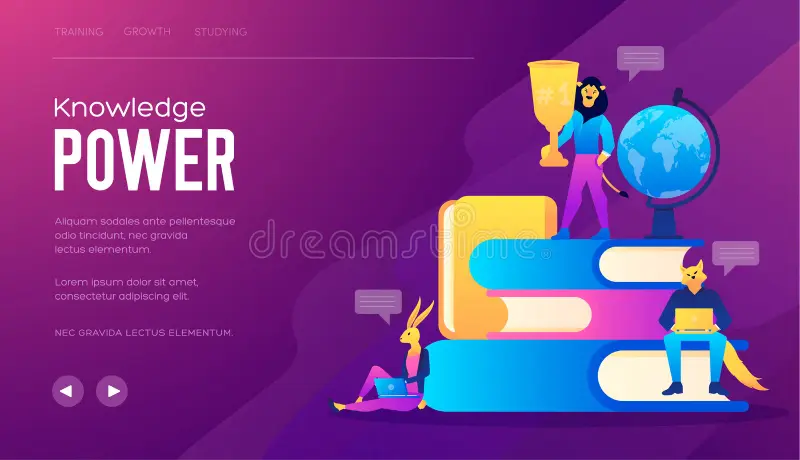 TRAINING GROWTH STUDYING
Knowledge
POWER
Aliquam sodales ante pellentesque
odio tincidunt, nec gravida
lectus elementum.
Lorem ipsum dolor sit amet,
consectetur adipiscing elit.
NEC GRAVIDA LECTUS ELEMENTUM.
#1
dreamstime